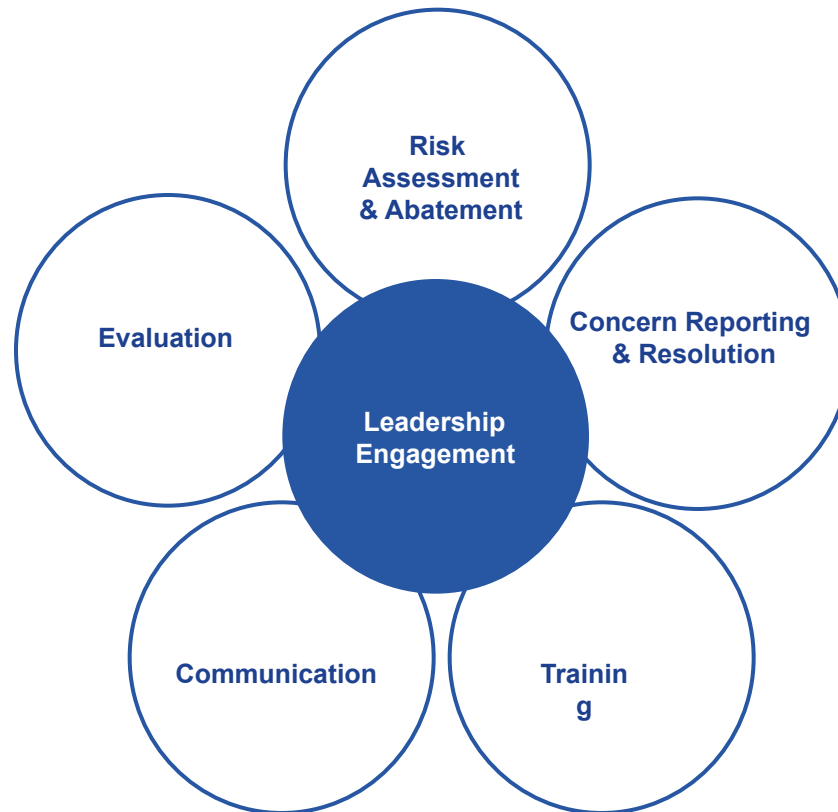 Risk
Assessment
& Abatement
Concern Reporting
& Resolution
Evaluation
Leadership
Engagement
Communication
Trainin
g